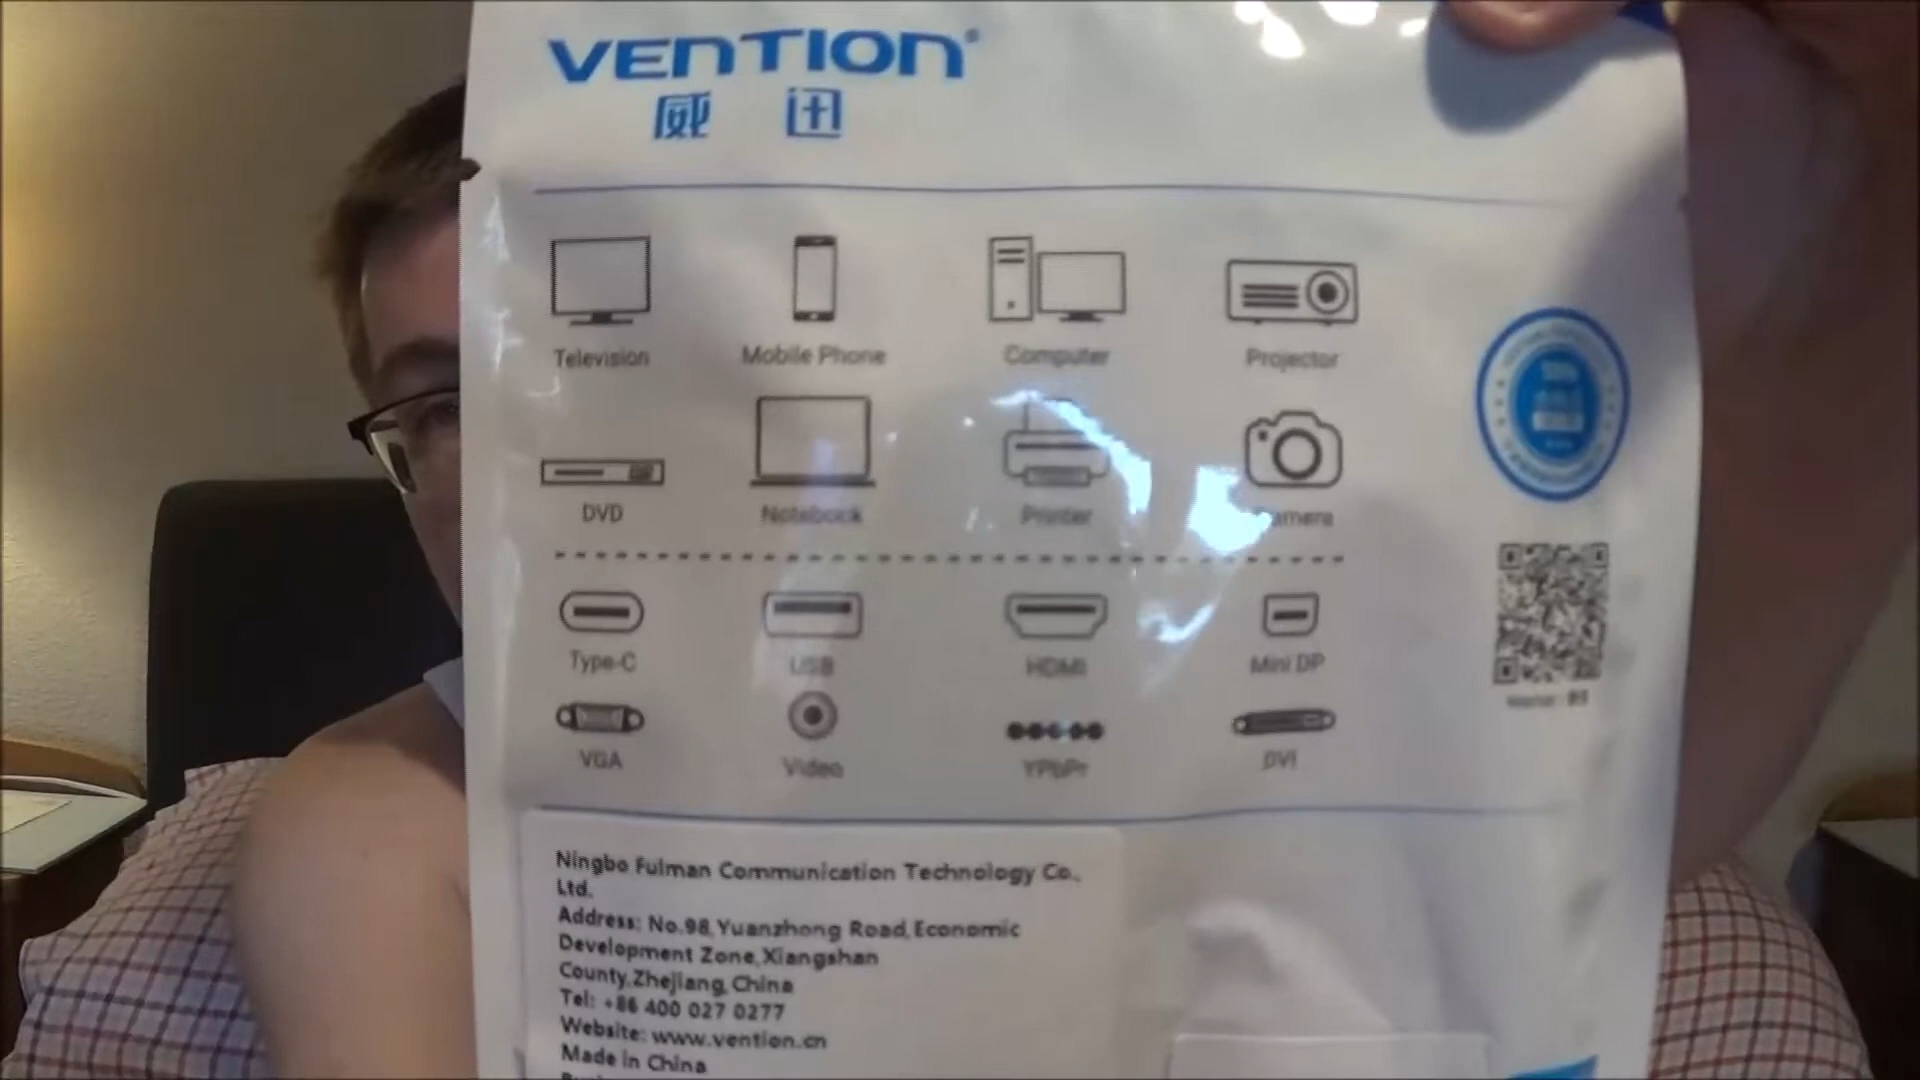 VENTION®
威 迅
Television Mobile Phone Computer Projector
DVD Notebook Printer Camera
Type-C USB HDMI Mini DP
VGA Video YPbPr DVI
Ningbo Fulman Communication Technology Co.,
Ltd.
Address: No.98,Yuanzhong Road,Economic
Development Zone,Xiangshan
County,Zhejiang,China
Tel: +86 400 027 0277
Website: www.vention.cn
Made in China